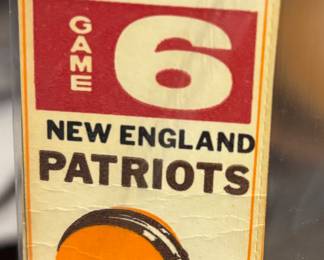 GAME 6
NEW ENGLAND
PATRIOTS